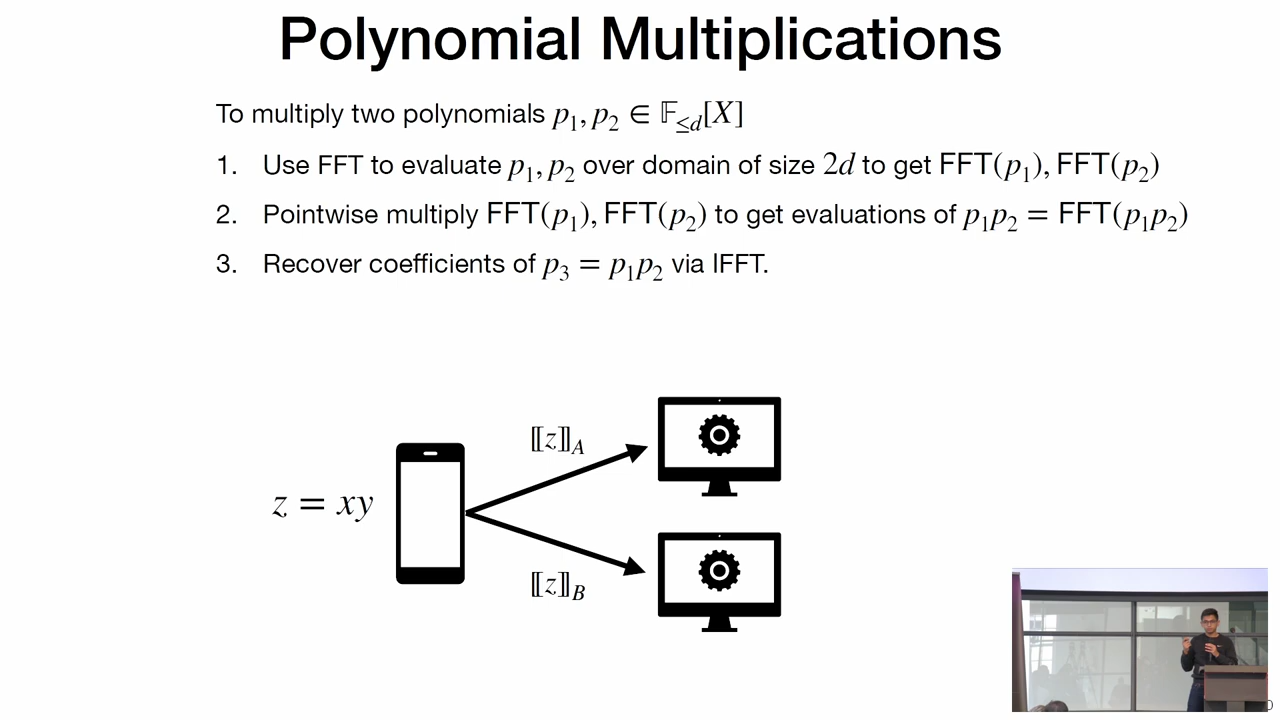 Polynomial Multiplications
To multiply two polynomials p₁, p₂ ∈ 𝔽≤d[X]
1. Use FFT to evaluate p₁, p₂ over domain of size 2d to get FFT(p₁), FFT(p₂)
2. Pointwise multiply FFT(p₁), FFT(p₂) to get evaluations of p₁p₂ = FFT(p₁p₂)
3. Recover coefficients of p₃ = p₁p₂ via IFFT.
⟦z⟧A
z = xy
⟦z⟧B